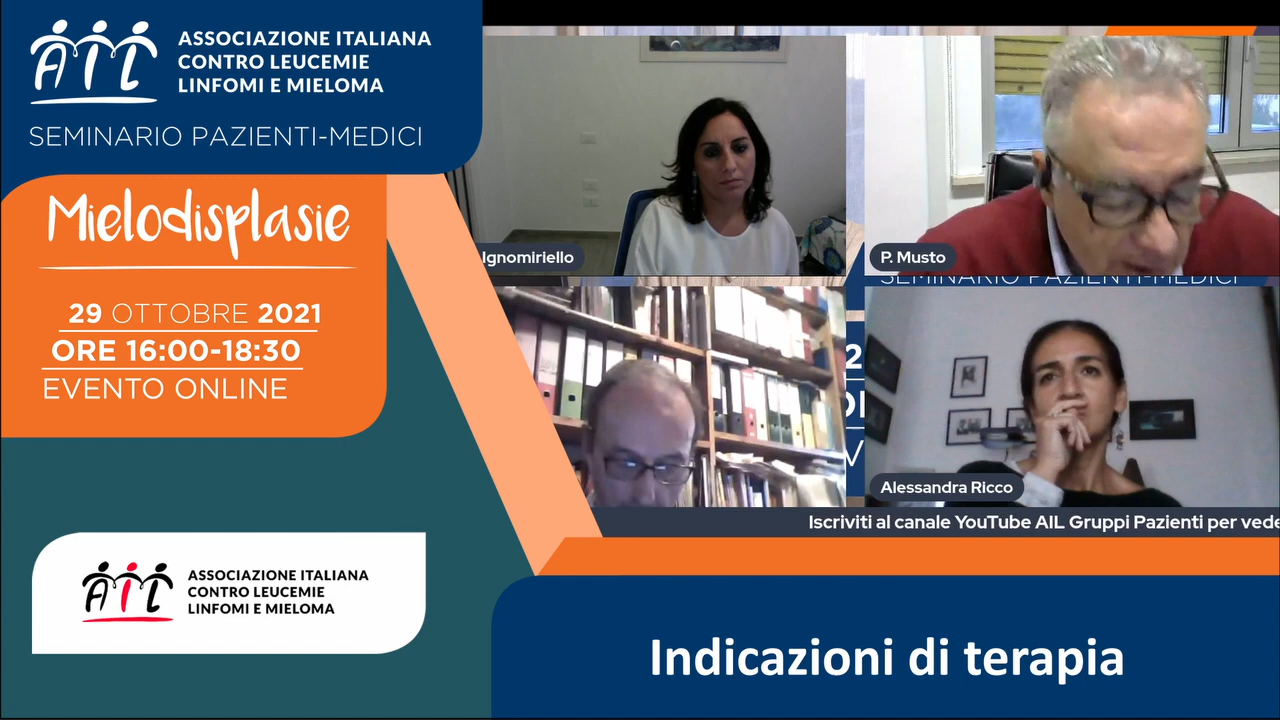 AIL
ASSOCIAZIONE ITALIANA
CONTRO LEUCEMIE
LINFOMI E MIELOMA
SEMINARIO PAZIENTI-MEDICI
Mielodisplasie
29 OTTOBRE 2021
ORE 16:00-18:30
EVENTO ONLINE
Ignomiriello
P. Musto
SEMINARIO PAZIENTI-MEDICI
Alessandra Ricco
Iscriviti al canale YouTube AIL Gruppi Pazienti per vede
AIL
ASSOCIAZIONE ITALIANA
CONTRO LEUCEMIE
LINFOMI E MIELOMA
Indicazioni di terapia